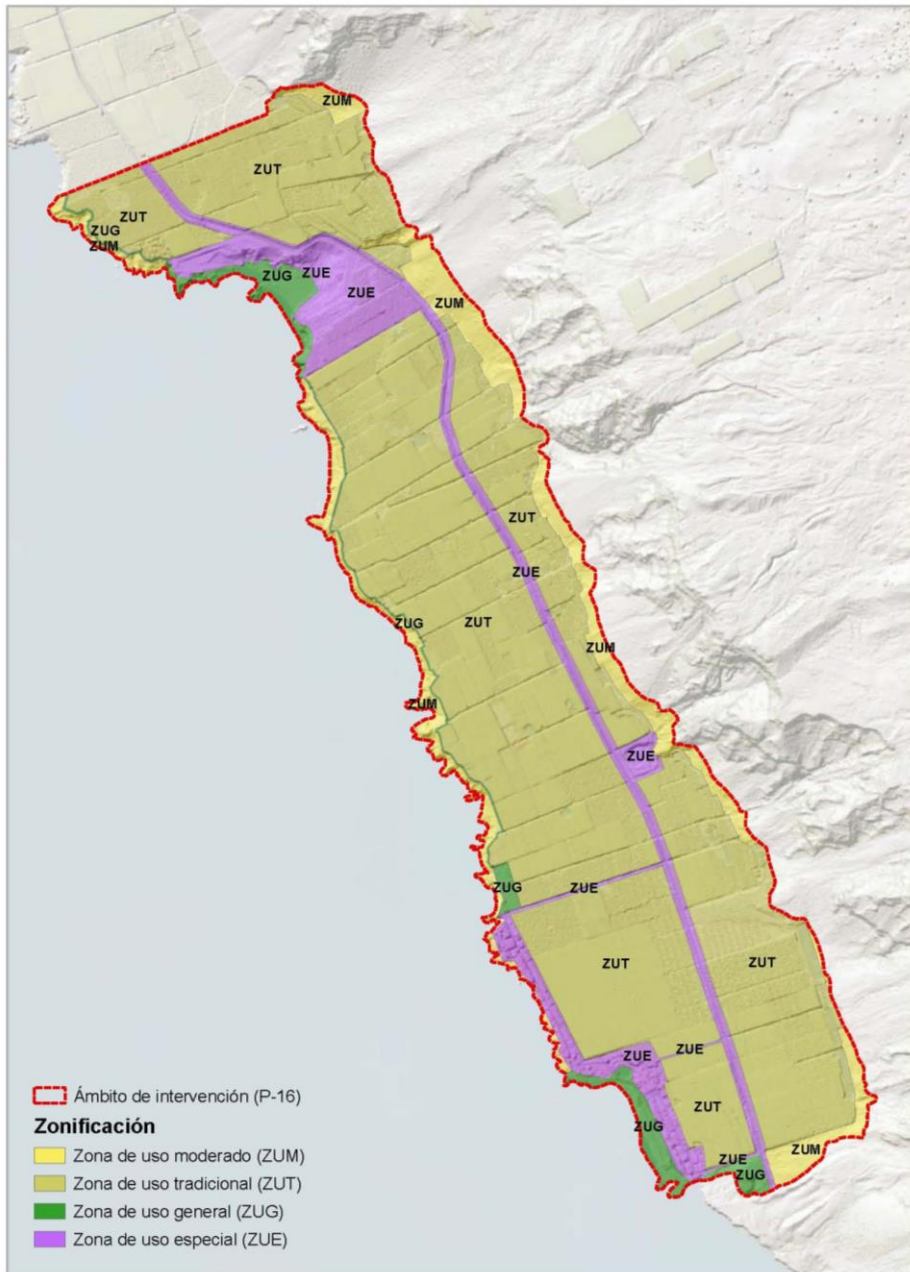 ZUM
ZUT
ZUT
ZUG
ZUM
ZUG
ZUE
ZUE
ZUM
ZUT
ZUE
ZUG
ZUT
ZUM
ZUM
ZUE
ZUG
ZUE
ZUT
ZUT
ZUE
ZUE
ZUT
ZUG
ZUM
ZUE
ZUG
Ámbito de intervención (P-16)
Zonificación
Zona de uso moderado (ZUM)
Zona de uso tradicional (ZUT)
Zona de uso general (ZUG)
Zona de uso especial (ZUE)